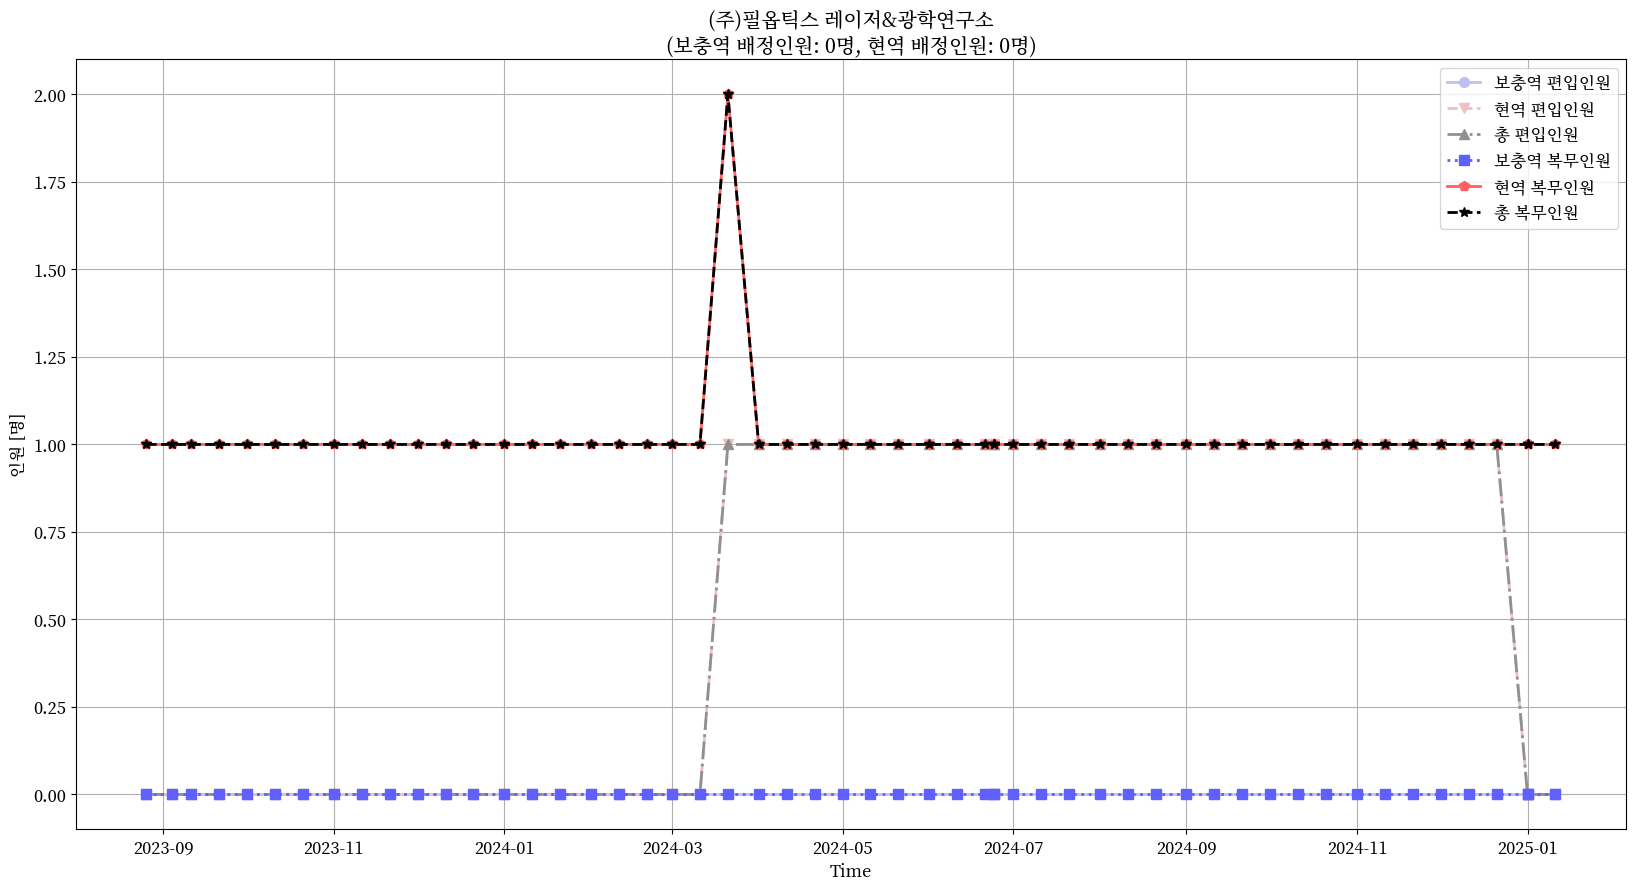 (주)필옵틱스 레이저&광학연구소
(보충역 배정인원: 0명, 현역 배정인원: 0명)
보충역 편입인원
현역 편입인원
총 편입인원
보충역 복무인원
현역 복무인원
총 복무인원
2.00
1.75
1.50
1.25
1.00
0.75
0.50
0.25
0.00
인원 [명]
2023-09 2023-11 2024-01 2024-03 2024-05 2024-07 2024-09 2024-11 2025-01
Time